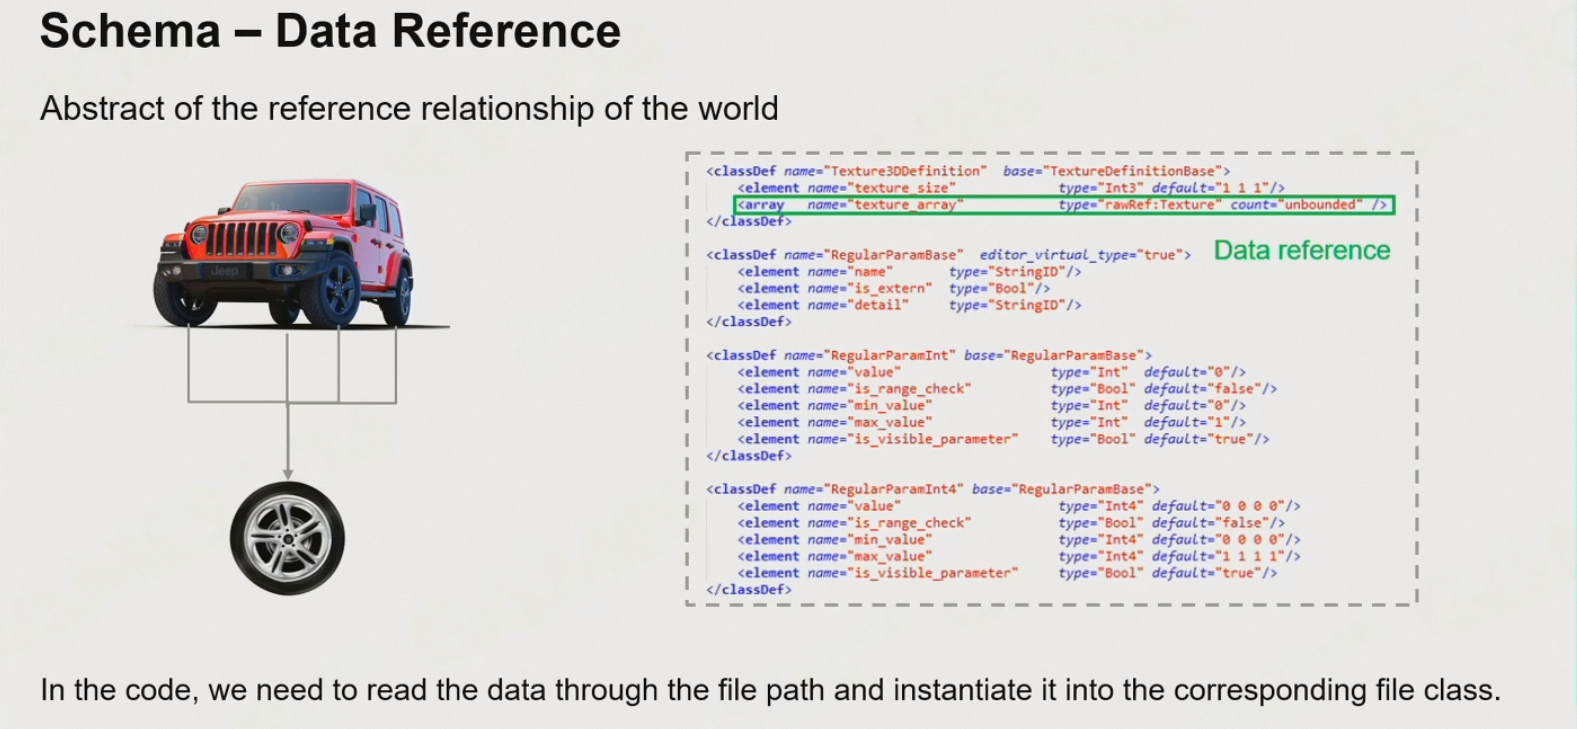 Schema – Data Reference
Abstract of the reference relationship of the world
Jeep
<classDef name="Texture3DDefinition" base="TextureDefinitionBase">
<element name="texture_size" type="Int3" default="1 1 1"/>
<array name="texture_array" type="rawRef:Texture" count="unbounded" />
</classDef>
Data reference
<classDef name="RegularParamBase" editor_virtual_type="true">
<element name="name" type="StringID"/>
<element name="is_extern" type="Bool"/>
<element name="detail" type="StringID"/>
</classDef>
<classDef name="RegularParamInt" base="RegularParamBase">
<element name="value" type="Int" default="0"/>
<element name="is_range_check" type="Bool" default="false"/>
<element name="min_value" type="Int" default="0"/>
<element name="max_value" type="Int" default="1"/>
<element name="is_visible_parameter" type="Bool" default="true"/>
</classDef>
<classDef name="RegularParamInt4" base="RegularParamBase">
<element name="value" type="Int4" default="0 0 0 0"/>
<element name="is_range_check" type="Bool" default="false"/>
<element name="min_value" type="Int4" default="0 0 0 0"/>
<element name="max_value" type="Int4" default="1 1 1 1"/>
<element name="is_visible_parameter" type="Bool" default="true"/>
</classDef>
In the code, we need to read the data through the file path and instantiate it into the corresponding file class.